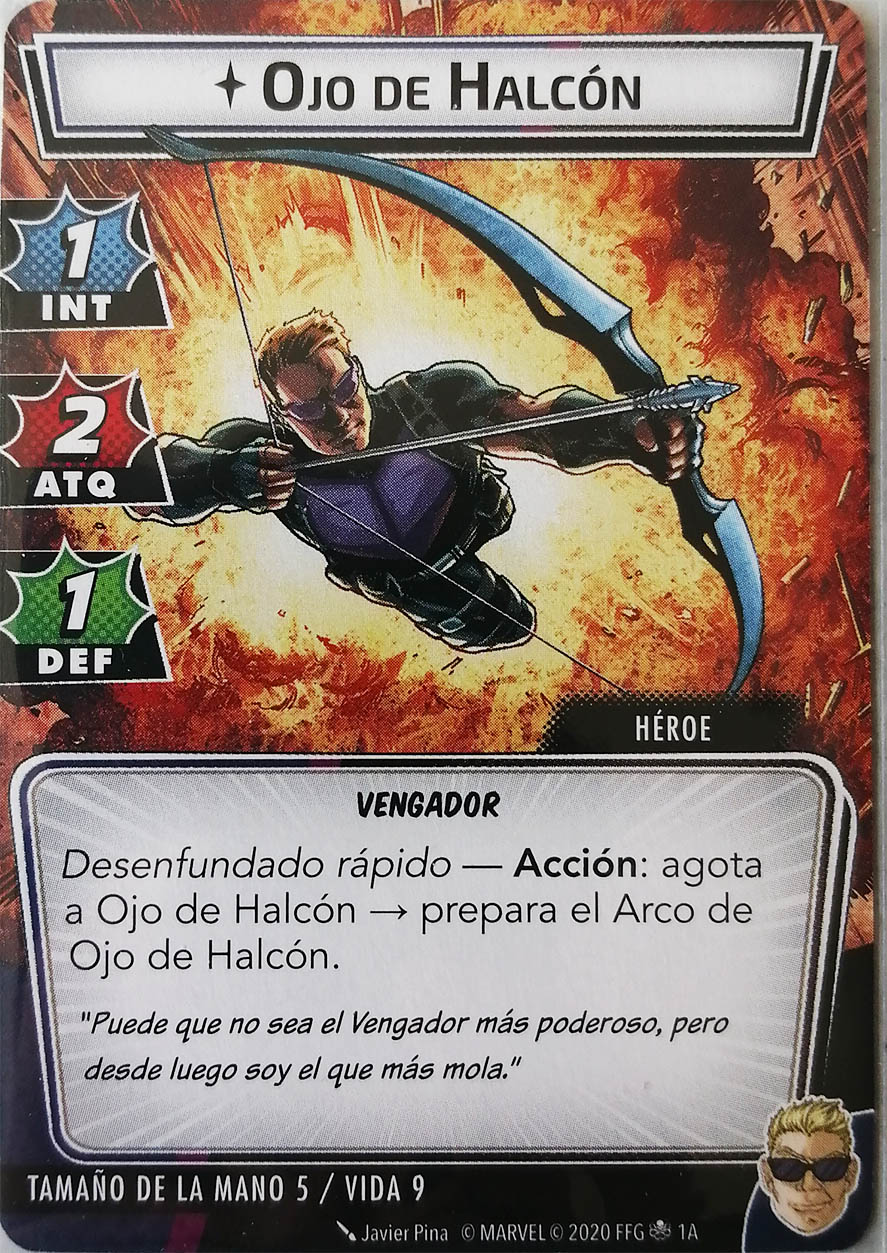 OJO DE HALCÓN
1
INT
2
ATQ
1
DEF
HÉROE
VENGADOR
Desenfundado rápido — Acción: agota
a Ojo de Halcón → prepara el Arco de
Ojo de Halcón.
"Puede que no sea el Vengador más poderoso, pero
desde luego soy el que más mola."
TAMAÑO DE LA MANO 5 / VIDA 9
Javier Pina © MARVEL © 2020 FFG 1A